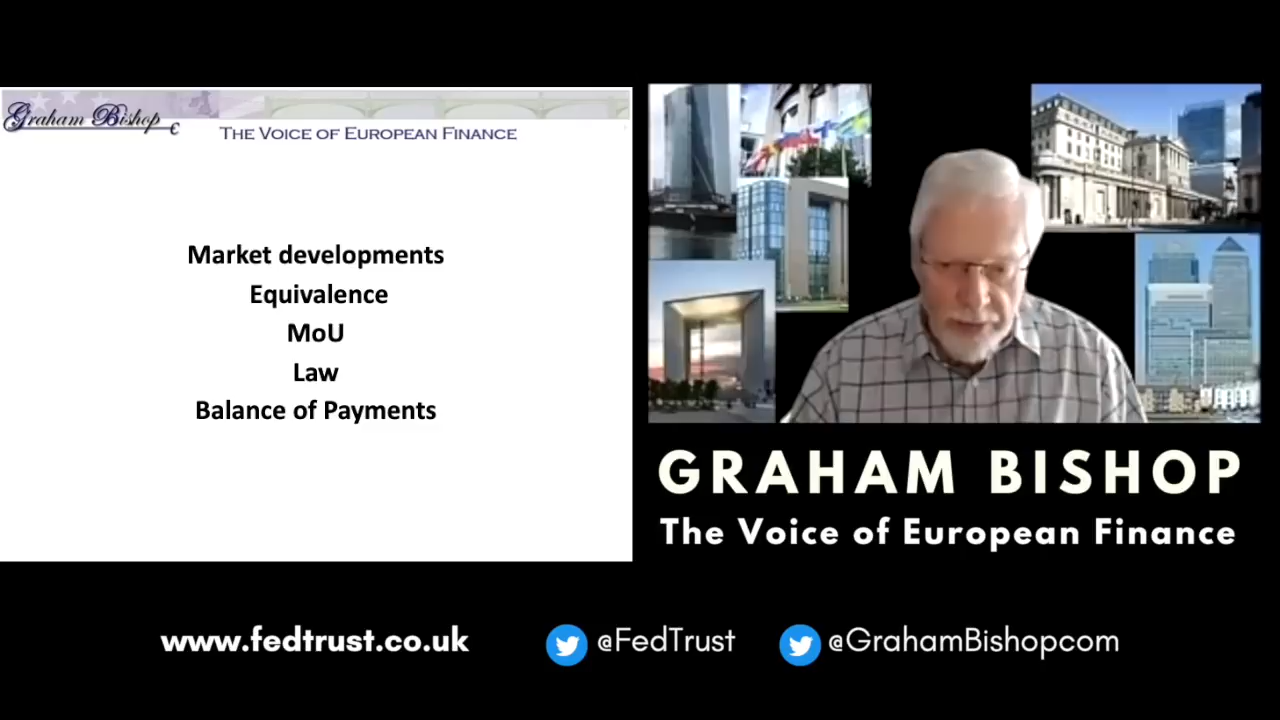 Graham Bishop €
THE VOICE OF EUROPEAN FINANCE
Market developments
Equivalence
MoU
Law
Balance of Payments
GRAHAM BISHOP
The Voice of European Finance
www.fedtrust.co.uk
@FedTrust
@GrahamBishopcom